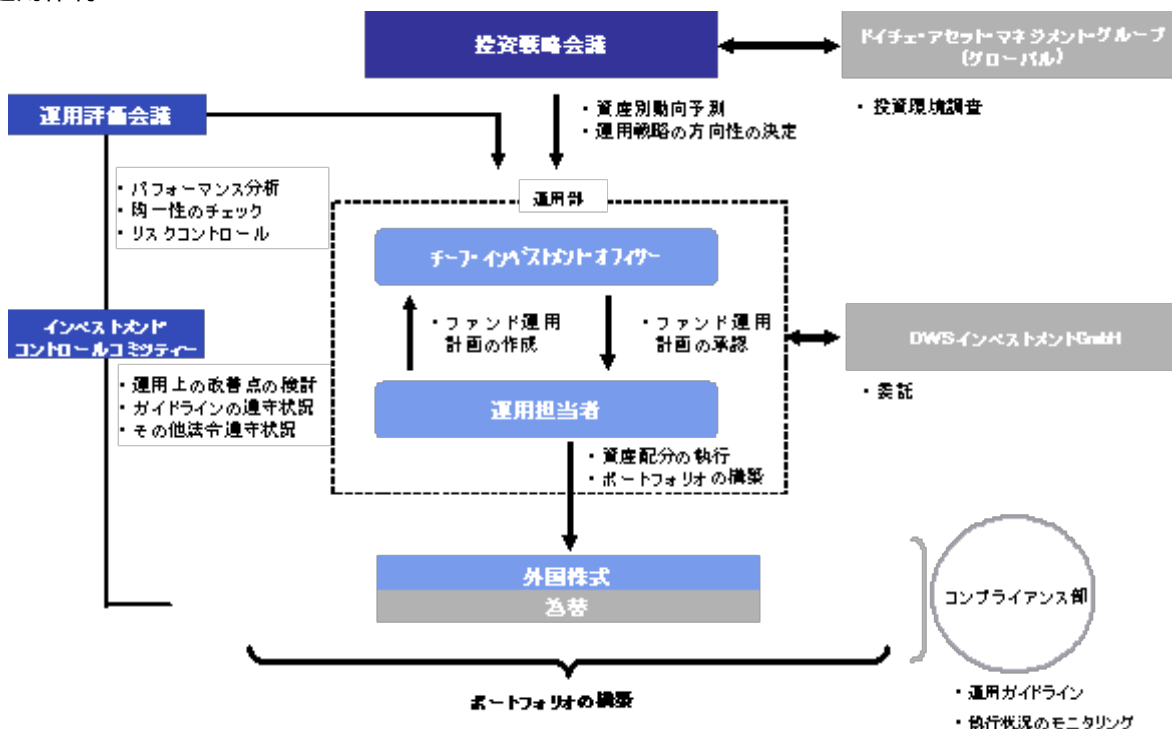 投資戦略会議
ドイチェ・アセット・マネジメント・グループ
(グローバル)
・投資環境調査
運用評価会議
・資産別動向予測
・運用戦略の方向性の決定
・パフォーマンス分析
・均一性のチェック
・リスクコントロール
運用部
チーフ・インベストメント・オフィサー
・ファンド運用
計画の作成
・ファンド運用
計画の承認
インベストメント
コントロールコミッティー
DWSインベストメントGmbH
・委託
・運用上の改善点の検討
・ガイドラインの遵守状況
・その他法令遵守状況
運用担当者
・資産配分の執行
・ポートフォリオの構築
外国株式
為替
コンプライアンス部
ポートフォリオの構築
・運用ガイドライン
・執行状況のモニタリング